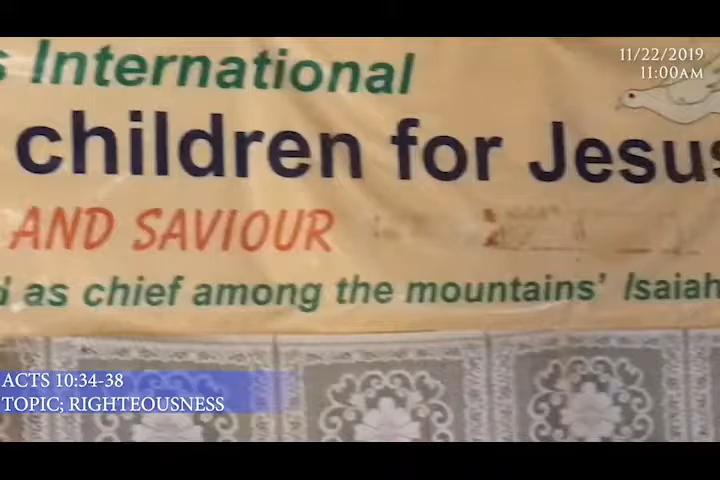 s International
11/22/2019
11:00AM
children for Jesus
AND SAVIOUR
as chief among the mountains' Isaiah
ACTS 10:34-38
TOPIC; RIGHTEOUSNESS